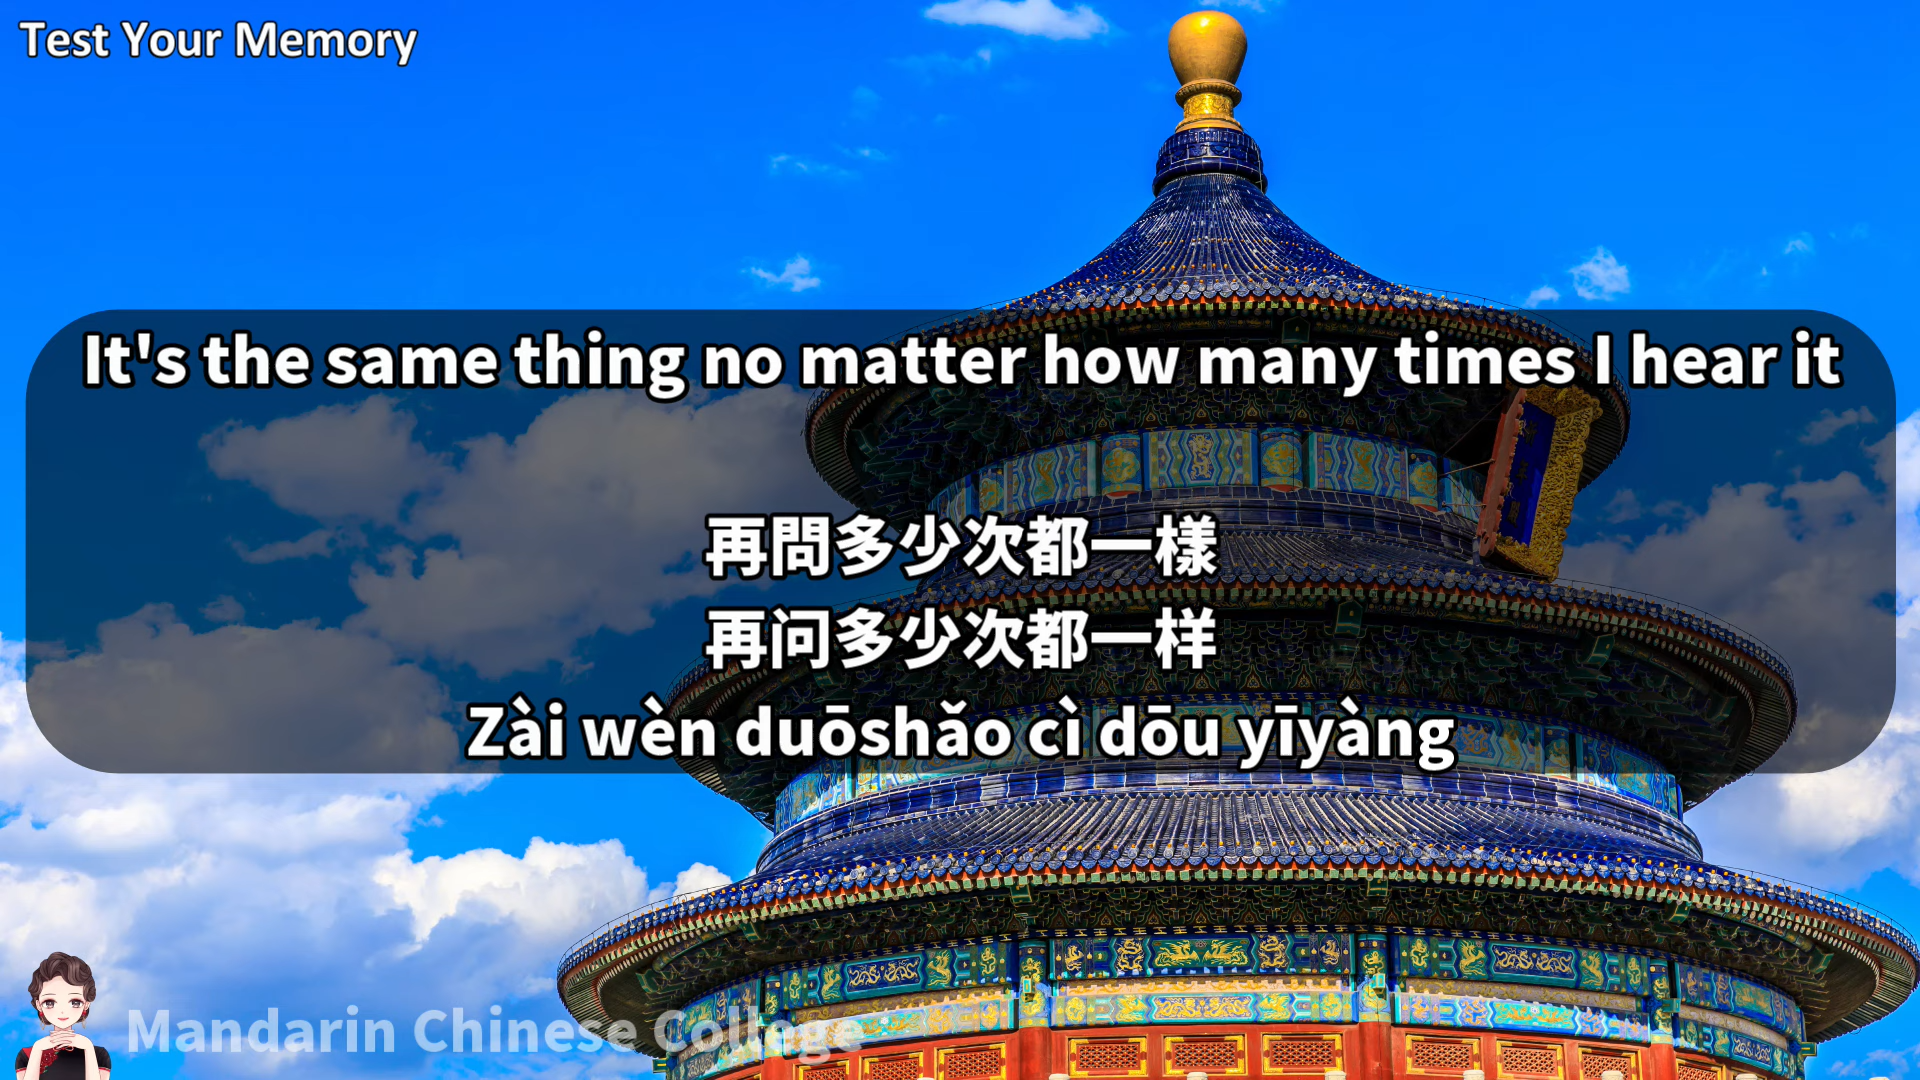 Test Your Memory
It's the same thing no matter how many times I hear it
再問多少次都一樣
再问多少次都一样
Zài wèn duōshǎo cì dōu yīyàng
Mandarin Chinese College